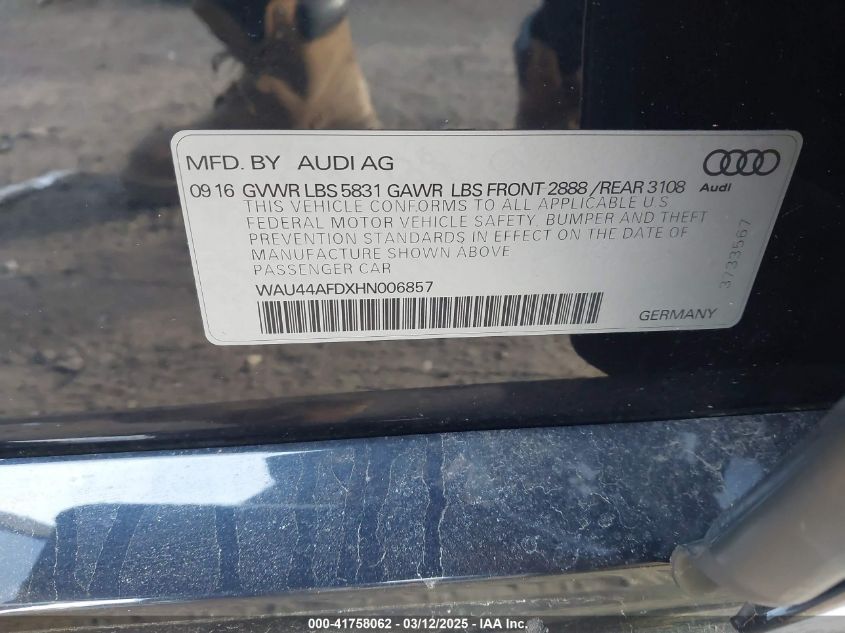 MFD. BY AUDI AG
09 16 GVWR LBS 5831 GAWR LBS FRONT 2888 /REAR 3108
Audi
THIS VEHICLE CONFORMS TO ALL APPLICABLE U S
FEDERAL MOTOR VEHICLE SAFETY, BUMPER AND THEFT
PREVENTION STANDARDS IN EFFECT ON THE DATE OF
MANUFACTURE SHOWN ABOVE
PASSENGER CAR
WAU44AFDXHN006857
3733567
GERMANY
000-41758062 - 03/12/2025 - IAA Inc.